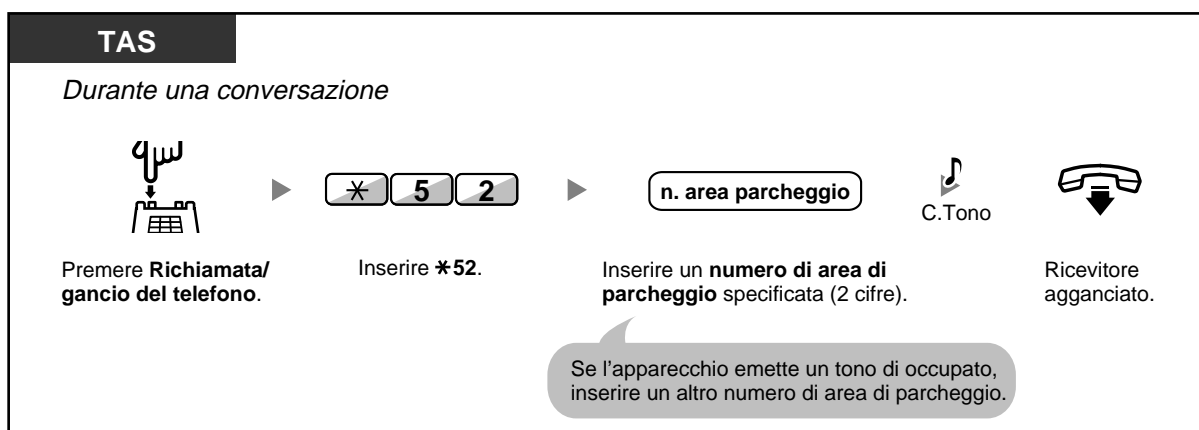 TAS
Durante una conversazione
✳ 5 2
n. area parcheggio
C.Tono
Premere Richiamata/
gancio del telefono.
Inserire ✳52.
Inserire un numero di area di
parcheggio specificata (2 cifre).
Ricevitore
agganciato.
Se l'apparecchio emette un tono di occupato,
inserire un altro numero di area di parcheggio.